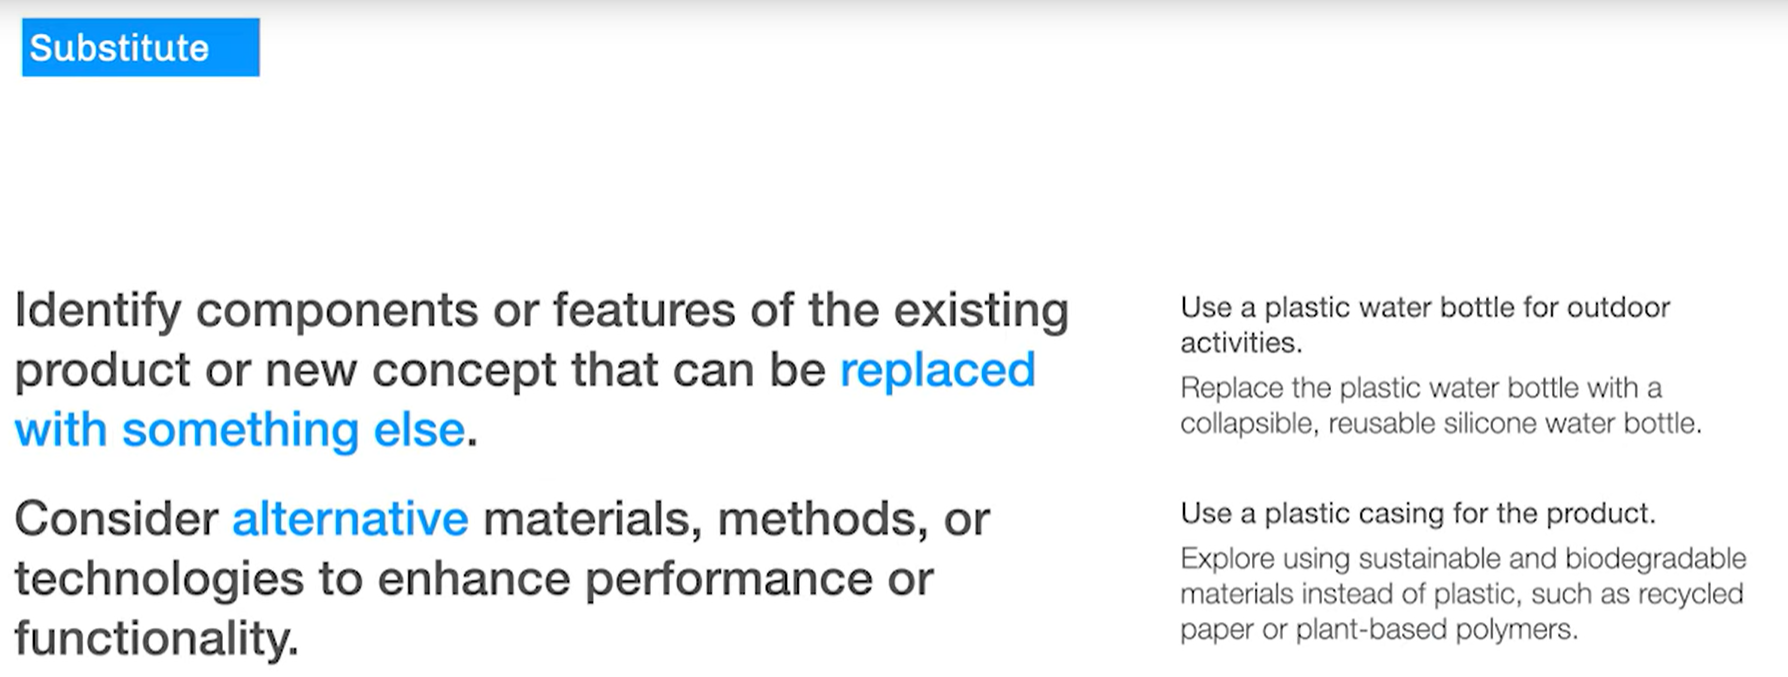 Substitute
Identify components or features of the existing
product or new concept that can be replaced
with something else.
Consider alternative materials, methods, or
technologies to enhance performance or
functionality.
Use a plastic water bottle for outdoor
activities.
Replace the plastic water bottle with a
collapsible, reusable silicone water bottle.
Use a plastic casing for the product.
Explore using sustainable and biodegradable
materials instead of plastic, such as recycled
paper or plant-based polymers.